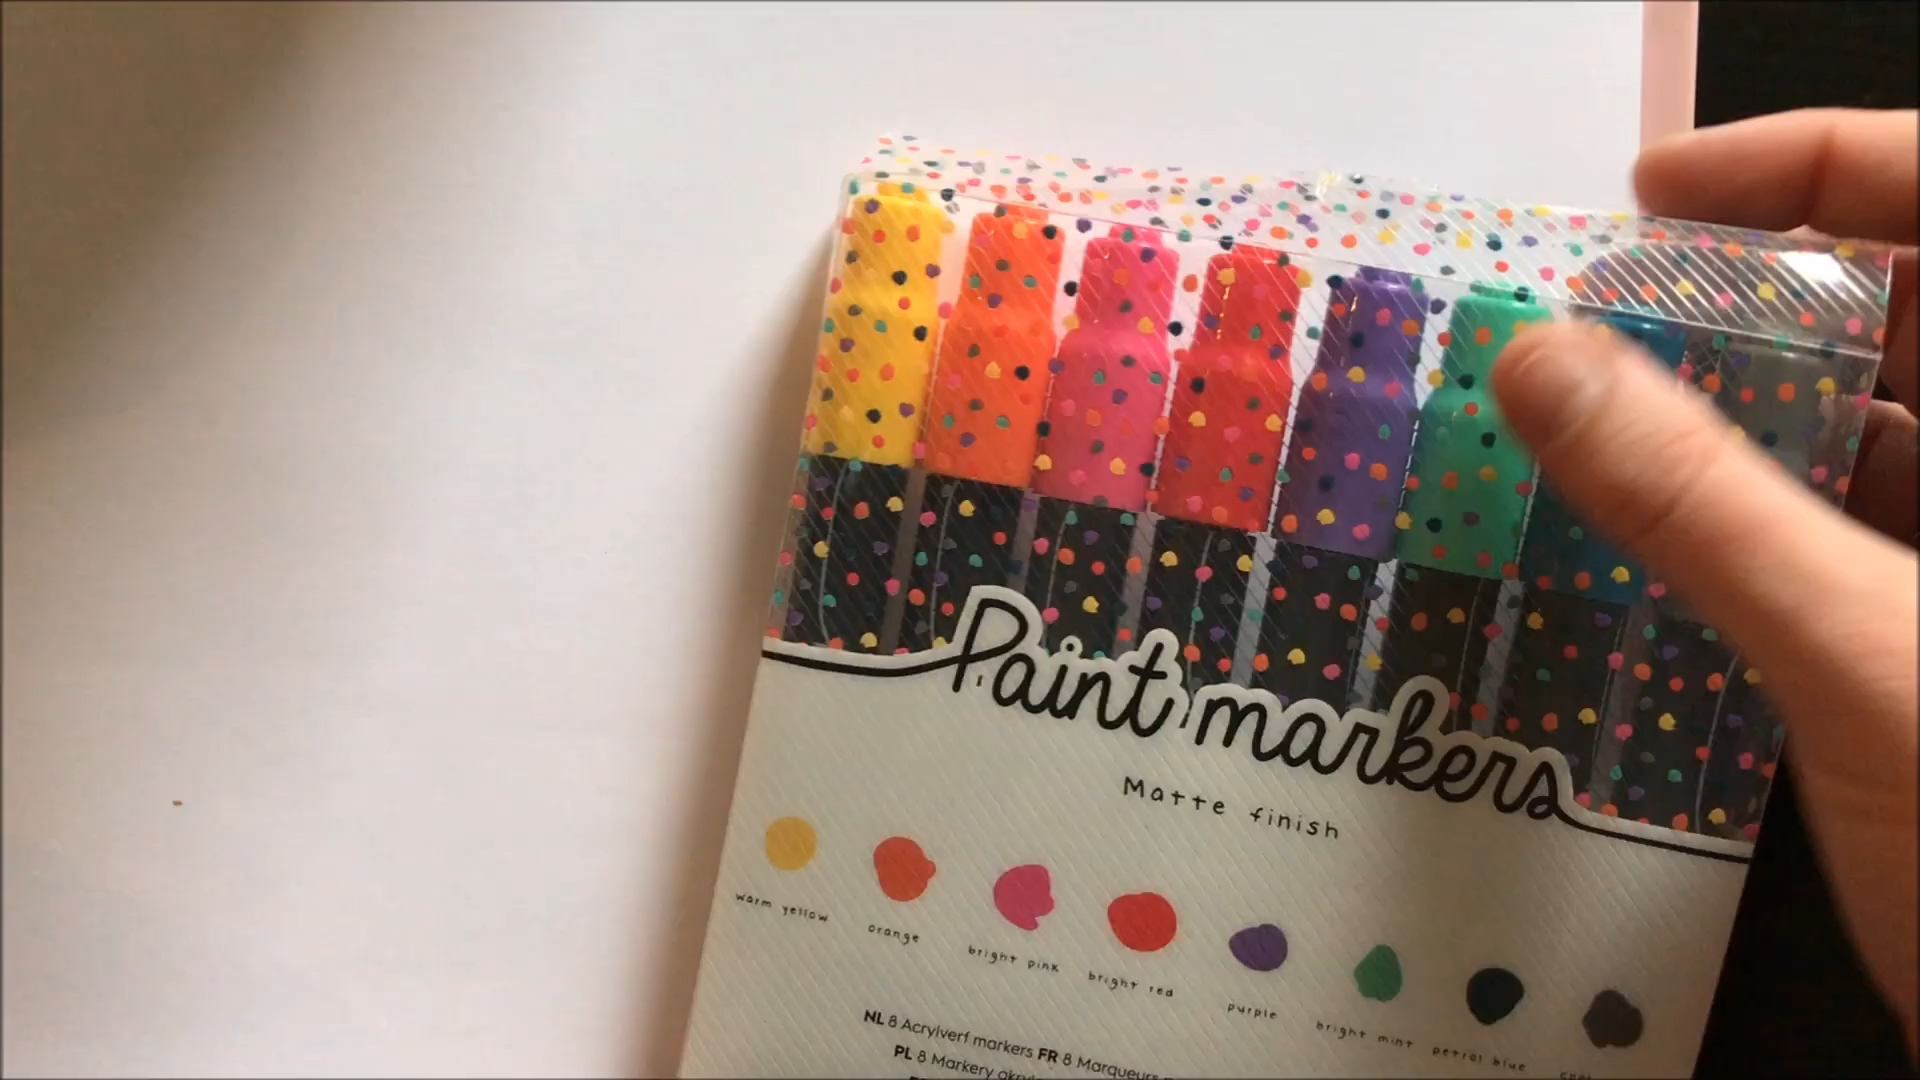 Paint markers
Matte finish
warm yellow orange bright pink bright red purple bright mint petrol blue
NL 8 Acrylverf markers FR 8 Marqueurs
PL 8 Markery